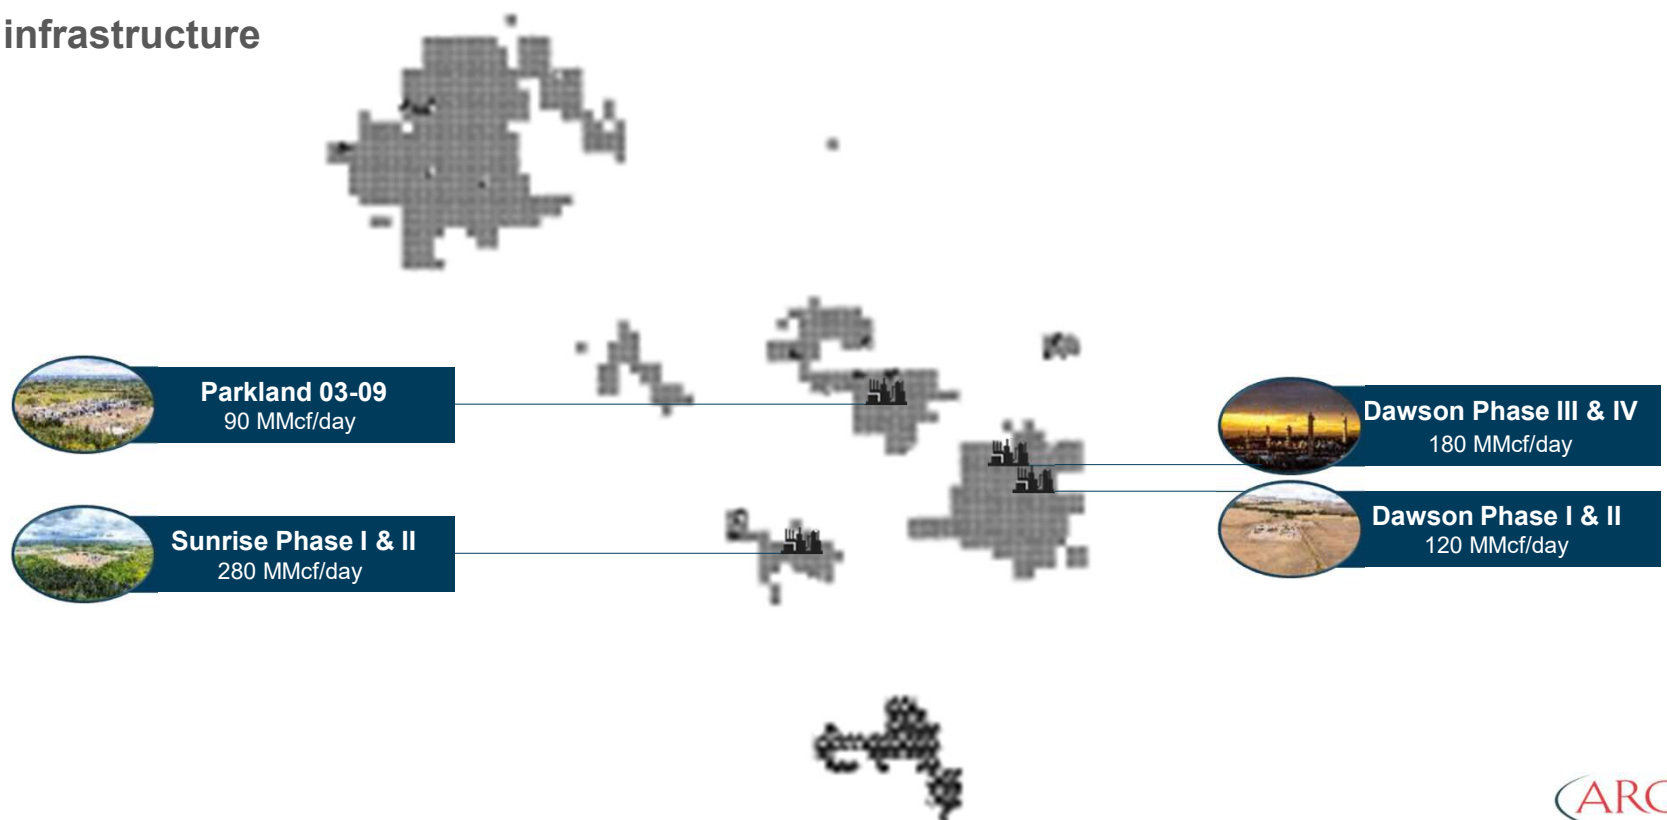 infrastructure
Parkland 03-09
90 MMcf/day
Dawson Phase III & IV
180 MMcf/day
Sunrise Phase I & II
280 MMcf/day
Dawson Phase I & II
120 MMcf/day
ARC